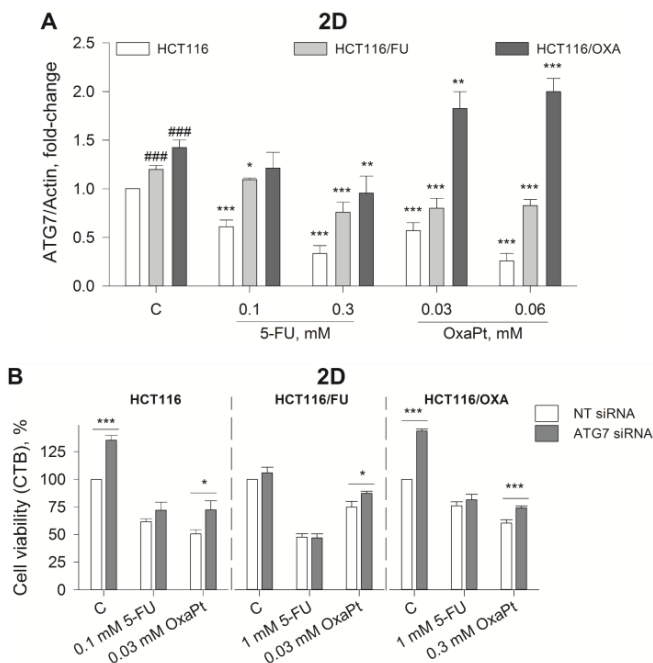 A
2D
HCT116
HCT116/FU
HCT116/OXA
ATG7/Actin, fold-change
2.5
2.0
1.5
1.0
0.5
0.0
###
###
***
*
***
***
**
***
***
**
***
***
***
C
0.1
0.3
0.03
0.06
5-FU, mM
OxaPt, mM
B
2D
HCT116
HCT116/FU
HCT116/OXA
NT siRNA
ATG7 siRNA
Cell viability (CTB), %
125
100
75
50
25
0
***
*
*
***
***
C
0.1 mM 5-FU
0.03 mM OxaPt
C
1 mM 5-FU
0.03 mM OxaPt
C
1 mM 5-FU
0.3 mM OxaPt